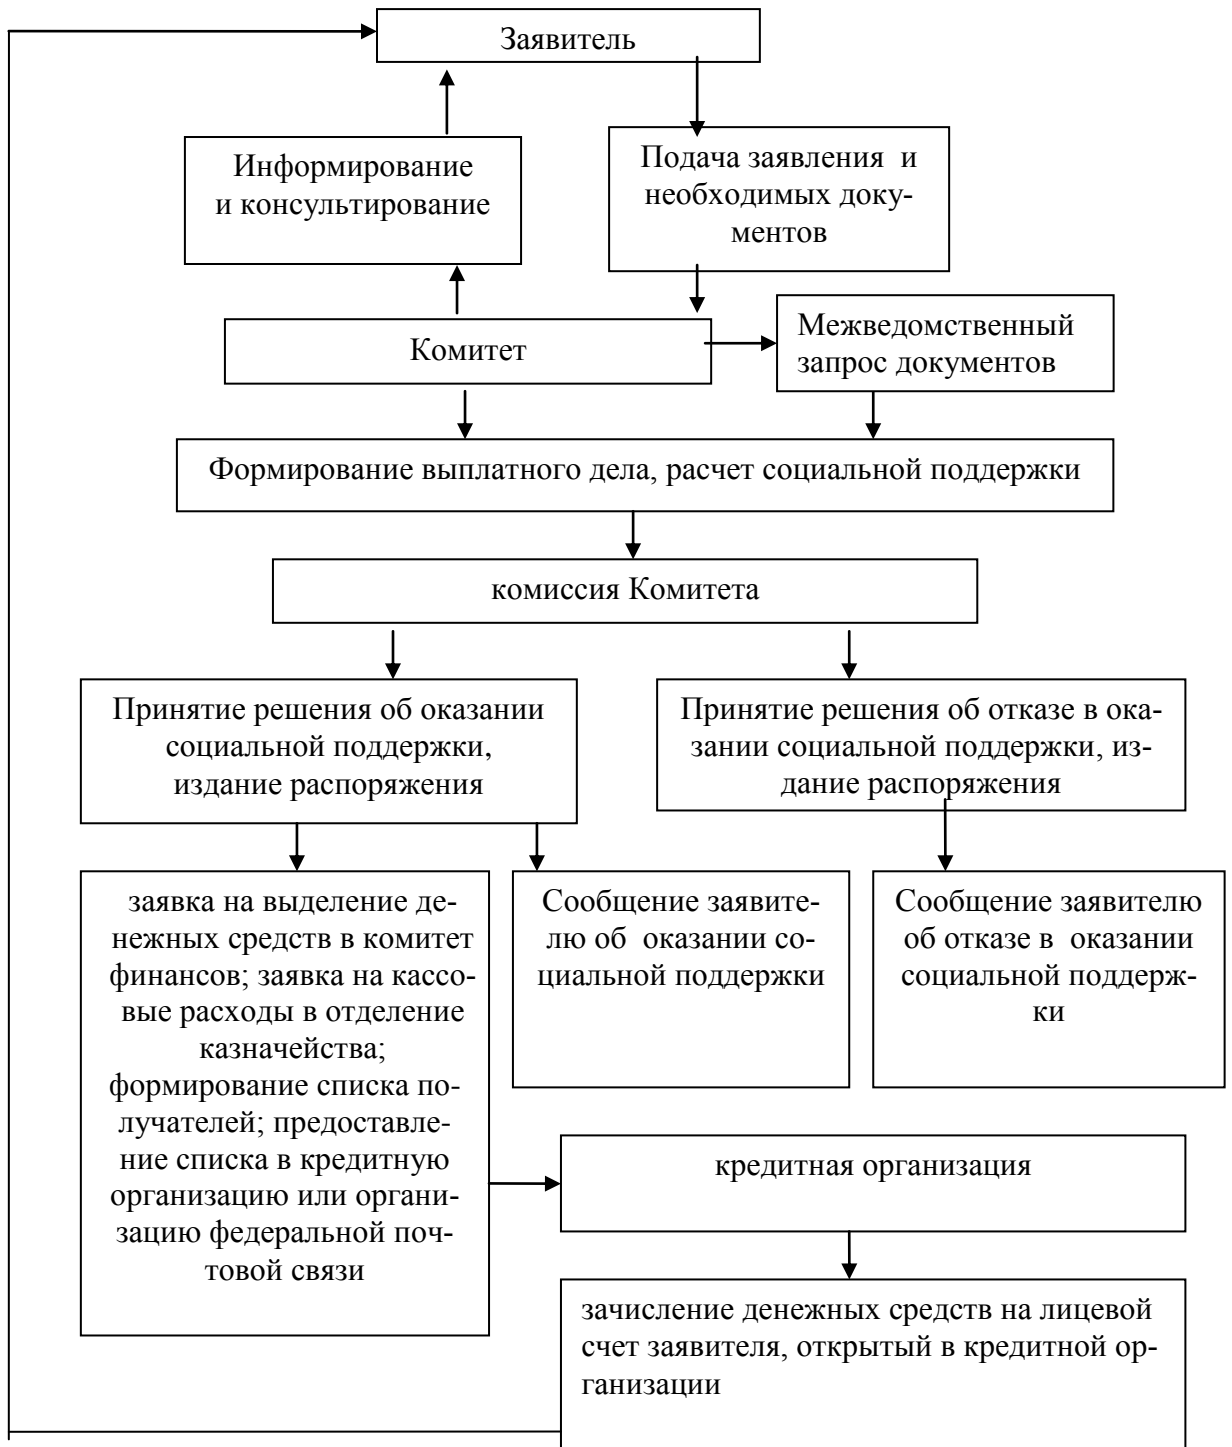 Заявитель
Информирование
и консультирование
Подача заявления и
необходимых доку-
ментов
Комитет
Межведомственный
запрос документов
Формирование выплатного дела, расчет социальной поддержки
комиссия Комитета
Принятие решения об оказании
социальной поддержки,
издание распоряжения
Принятие решения об отказе в ока-
зании социальной поддержки, из-
дание распоряжения
заявка на выделение де-
нежных средств в комитет
финансов; заявка на кассо-
вые расходы в отделение
казначейства;
формирование списка по-
лучателей; предоставле-
ние списка в кредитную
организацию или органи-
зацию федеральной поч-
товой связи
Сообщение заявите-
лю об оказании со-
циальной поддержки
Сообщение заявителю
об отказе в оказании
социальной поддерж-
ки
кредитная организация
зачисление денежных средств на лицевой
счет заявителя, открытый в кредитной ор-
ганизации